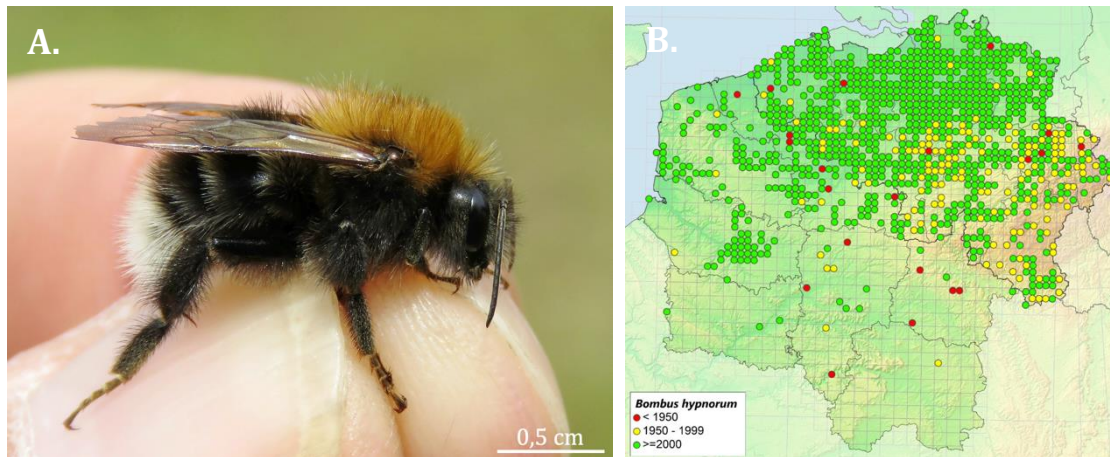 A.
0,5 cm
B.
Bombus hypnorum
< 1950
1950 - 1999
>=2000